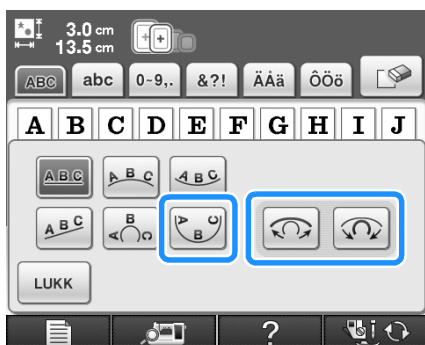 3.0 cm
13.5 cm
ABC abc 0~9,. &?! ÄÅä ÔÖö
A B C D E F G H I J
ABC ABC ABC
ABC ABC ABC
LUKK
?